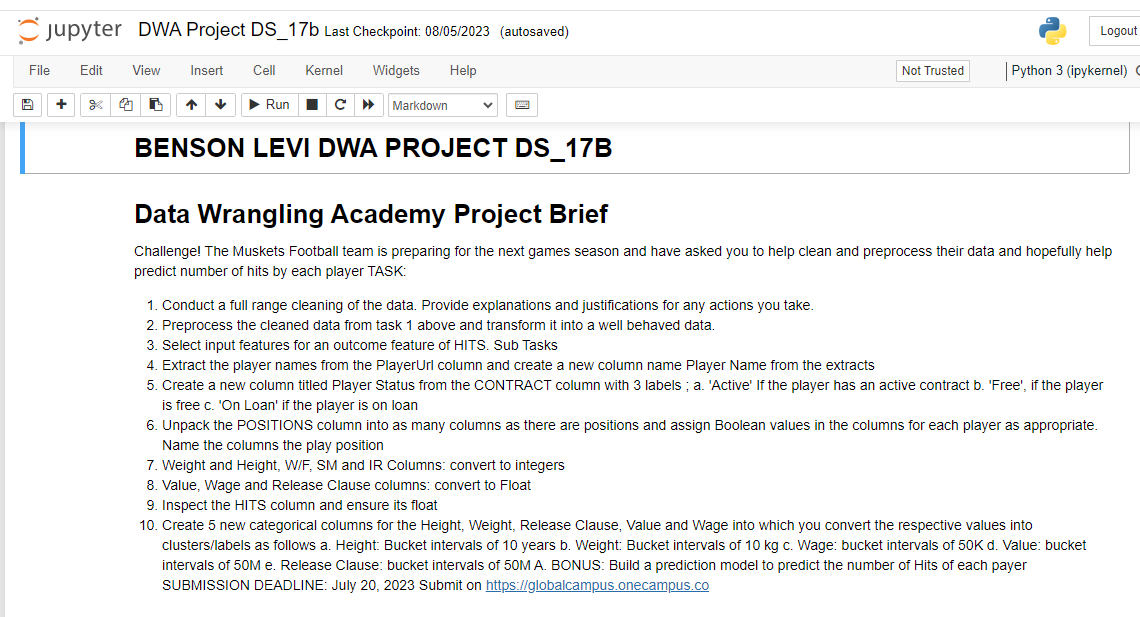 jupyter DWA Project DS_17b Last Checkpoint: 08/05/2023 (autosaved) Logout
File Edit View Insert Cell Kernel Widgets Help Not Trusted Python 3 (ipykernel)
Run Markdown
BENSON LEVI DWA PROJECT DS_17B
Data Wrangling Academy Project Brief
Challenge! The Muskets Football team is preparing for the next games season and have asked you to help clean and preprocess their data and hopefully help
predict number of hits by each player TASK:
1. Conduct a full range cleaning of the data. Provide explanations and justifications for any actions you take.
2. Preprocess the cleaned data from task 1 above and transform it into a well behaved data.
3. Select input features for an outcome feature of HITS. Sub Tasks
4. Extract the player names from the PlayerUrl column and create a new column name Player Name from the extracts
5. Create a new column titled Player Status from the CONTRACT column with 3 labels ; a. 'Active' If the player has an active contract b. 'Free', if the player
is free c. 'On Loan' if the player is on loan
6. Unpack the POSITIONS column into as many columns as there are positions and assign Boolean values in the columns for each player as appropriate.
Name the columns the play position
7. Weight and Height, W/F, SM and IR Columns: convert to integers
8. Value, Wage and Release Clause columns: convert to Float
9. Inspect the HITS column and ensure its float
10. Create 5 new categorical columns for the Height, Weight, Release Clause, Value and Wage into which you convert the respective values into
clusters/labels as follows a. Height: Bucket intervals of 10 years b. Weight: Bucket intervals of 10 kg c. Wage: bucket intervals of 50K d. Value: bucket
intervals of 50M e. Release Clause: bucket intervals of 50M A. BONUS: Build a prediction model to predict the number of Hits of each payer
SUBMISSION DEADLINE: July 20, 2023 Submit on https://globalcampus.onecampus.co